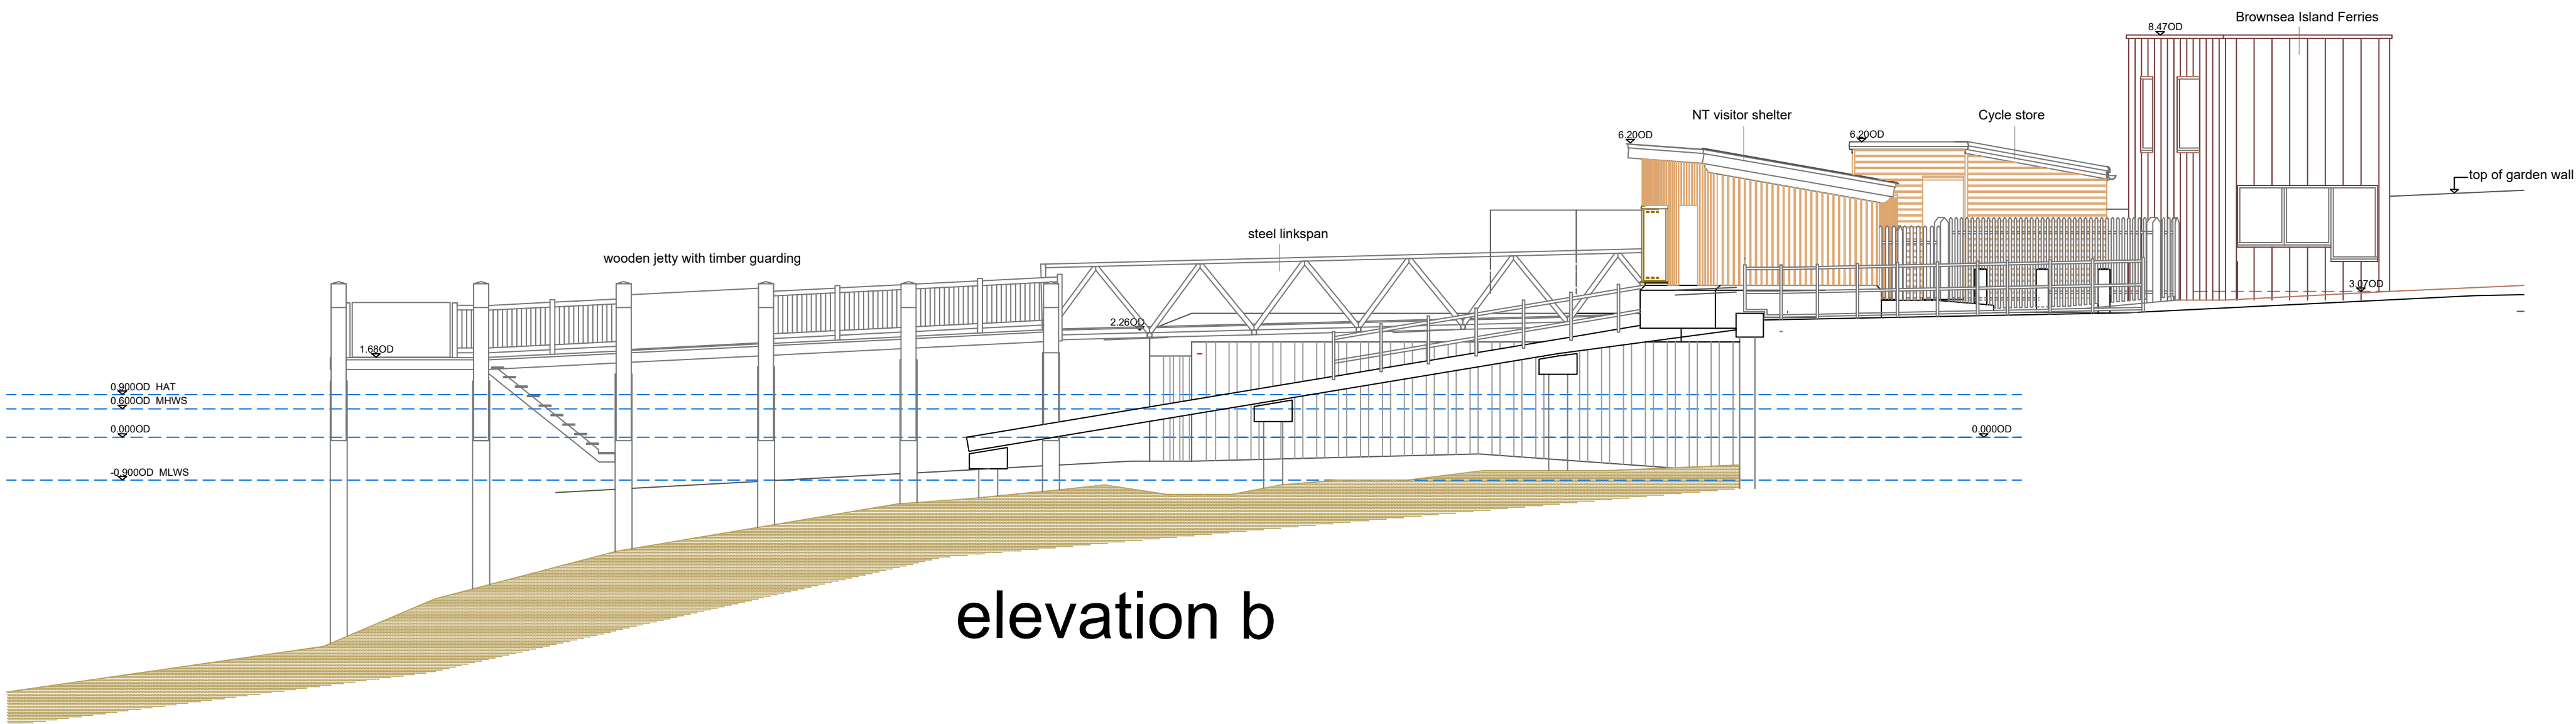 Brownsea Island Ferries
8.47OD
NT visitor shelter
Cycle store
6.20OD
6.20OD
top of garden wall
steel linkspan
wooden jetty with timber guarding
3.07OD
2.26OD
1.68OD
0.900OD HAT
0.600OD MHWS
0.000OD
0.000OD
-0.900OD MLWS
elevation b